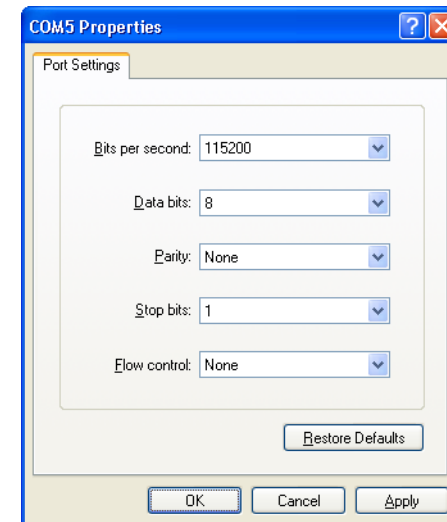 COM5 Properties
Port Settings
Bits per second: 115200
Data bits: 8
Parity: None
Stop bits: 1
Flow control: None
Restore Defaults
OK Cancel Apply